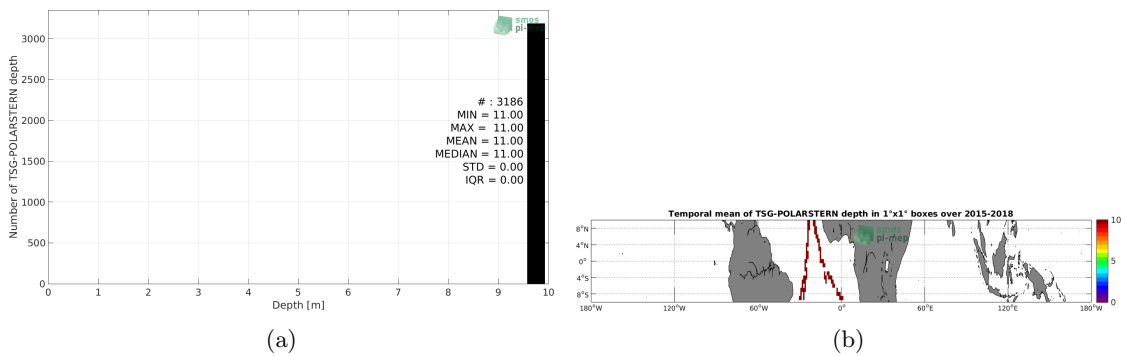 smos
pi-mep
3000
2500
2000
1500
1000
500
0
Number of TSG-POLARSTERN depth
# : 3186
MIN = 11.00
MAX = 11.00
MEAN = 11.00
MEDIAN = 11.00
STD = 0.00
IQR = 0.00
0 1 2 3 4 5 6 7 8 9 10
Depth [m]
(a)
Temporal mean of TSG-POLARSTERN depth in 1°x1° boxes over 2015-2018
smos
pi-mep
8°N
4°N
0°
4°S
8°S
180°W 120°W 60°W 0° 60°E 120°E 180°W
10
5
0
(b)